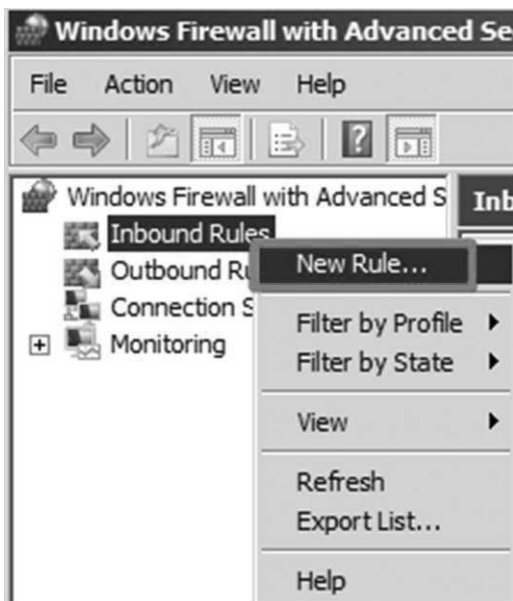 Windows Firewall with Advanced Se
File Action View Help
Windows Firewall with Advanced S
Inb
Inbound Rules
Outbound Ru
Connection S
Monitoring
New Rule...
Filter by Profile
Filter by State
View
Refresh
Export List...
Help